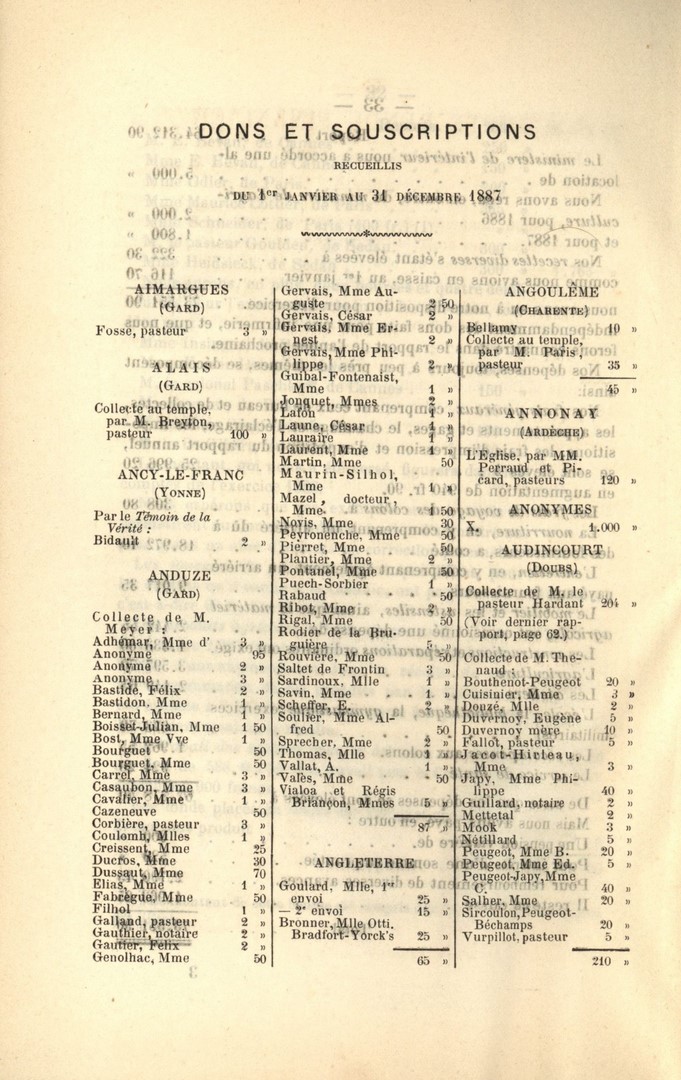 DONS ET SOUSCRIPTIONS
RECUEILLIS
DU 1er JANVIER AU 31 DÉCEMBRE 1887
AIMARGUES
(GARD)
Fosse, pasteur 3 »
ALAIS
(GARD)
Collecte au temple,
par M. Breyton,
pasteur 100 »
ANCY-LE-FRANC
(YONNE)
Par le Témoin de la
Vérité :
Bidault 2 »
ANDUZE
(GARD)
Collecte de M.
Meyer :
Adhémar, Mme d' 3 »
Anonyme 95
Anonyme 2 »
Anonyme 3 »
Bastide, Félix 2 »
Bastidon, Mme 1 »
Bernard, Mme 1 »
Boisset-Julian, Mme 1 50
Bost, Mme Vve 1 »
Bourguet 50
Bourguet, Mme 50
Carrel, Mme 3 »
Casaubon, Mme 3 »
Cavalier, Mme 1 »
Cazeneuve 50
Corbière, pasteur 3 »
Coulomb, Mlles 1 »
Creissent, Mme 25
Ducros, Mme 30
Dussaut, Mme 70
Elias, Mme 1 »
Fabrègue, Mme 50
Filhol 1 »
Galland, pasteur 2 »
Gauthier, notaire 2 »
Gautier, Félix 2 »
Genolhac, Mme 50
Gervais, Mme Au-
guste 2 50
Gervais, César 2 »
Gervais, Mme Er-
nest 2 »
Gervais, Mme Phi-
lippe 2 »
Guibal-Fontenaist,
Mme 1 »
Jonquet, Mmes 2 »
Lafon 1 »
Laune, César 1 »
Lauraire 1 »
Laurent, Mme 1 »
Martin, Mme 50
Maurin-Silhol,
Mme 1 »
Mazel, docteur,
Mme 1 50
Novis, Mme 30
Peyronenche, Mme 50
Pierret, Mme 50
Plantier, Mme 2 »
Pontanel, Mme 50
Puech-Sorbier 1 »
Rabaud 50
Ribot, Mme 2 »
Rigal, Mme 50
Rodier de la Bru-
guière 5
Rouvière, Mme 50
Saltet de Frontin 3 »
Sardinoux, Mlle 1 »
Savin, Mme 1 »
Scheffer, E. 2 »
Soulier, Mme Al-
fred 50
Sprecher, Mme 2 »
Thomas, Mlle 1 »
Vallat, A. 1 »
Valès, Mme 50
Vialoa et Régis
Briançon, Mmes 5 »
87 »
ANGLETERRE
Goulard, Mlle, 1er
envoi 25 »
— 2e envoi 15 »
Bronner, Mlle Otti.
Bradfort-Yorck's 25 »
65 »
ANGOULÊME
(CHARENTE)
Bellamy 10 »
Collecte au temple,
par M. Paris,
pasteur 35 »
45 »
ANNONAY
(ARDÈCHE)
L'Eglise, par MM.
Perraud et Pi-
card, pasteurs 120 »
ANONYMES
X. 1.000 »
AUDINCOURT
(DOUBS)
Collecte de M. le
pasteur Hardant 204 »
(Voir dernier rap-
port, page 62.)
Collecte de M. The-
naud :
Bouthenot-Peugeot 20 »
Cuisinier, Mme 3 »
Douzé, Mlle 2 »
Duvernoy, Eugène 5 »
Duvernoy mère 10 »
Fallot, pasteur 5 »
Jacot-Hirleau,
Mme 3 »
Japy, Mme Phi-
lippe 40 »
Guillard, notaire 2 »
Mettetal 2 »
Mook 3 »
Nétillard 5 »
Peugeot, Mme B. 20 »
Peugeot, Mme Ed. 5 »
Peugeot-Japy, Mme
C. 40 »
Salher, Mme 20 »
Sircoulon, Peugeot-
Béchamps 20 »
Vurpillot, pasteur 5 »
210 »